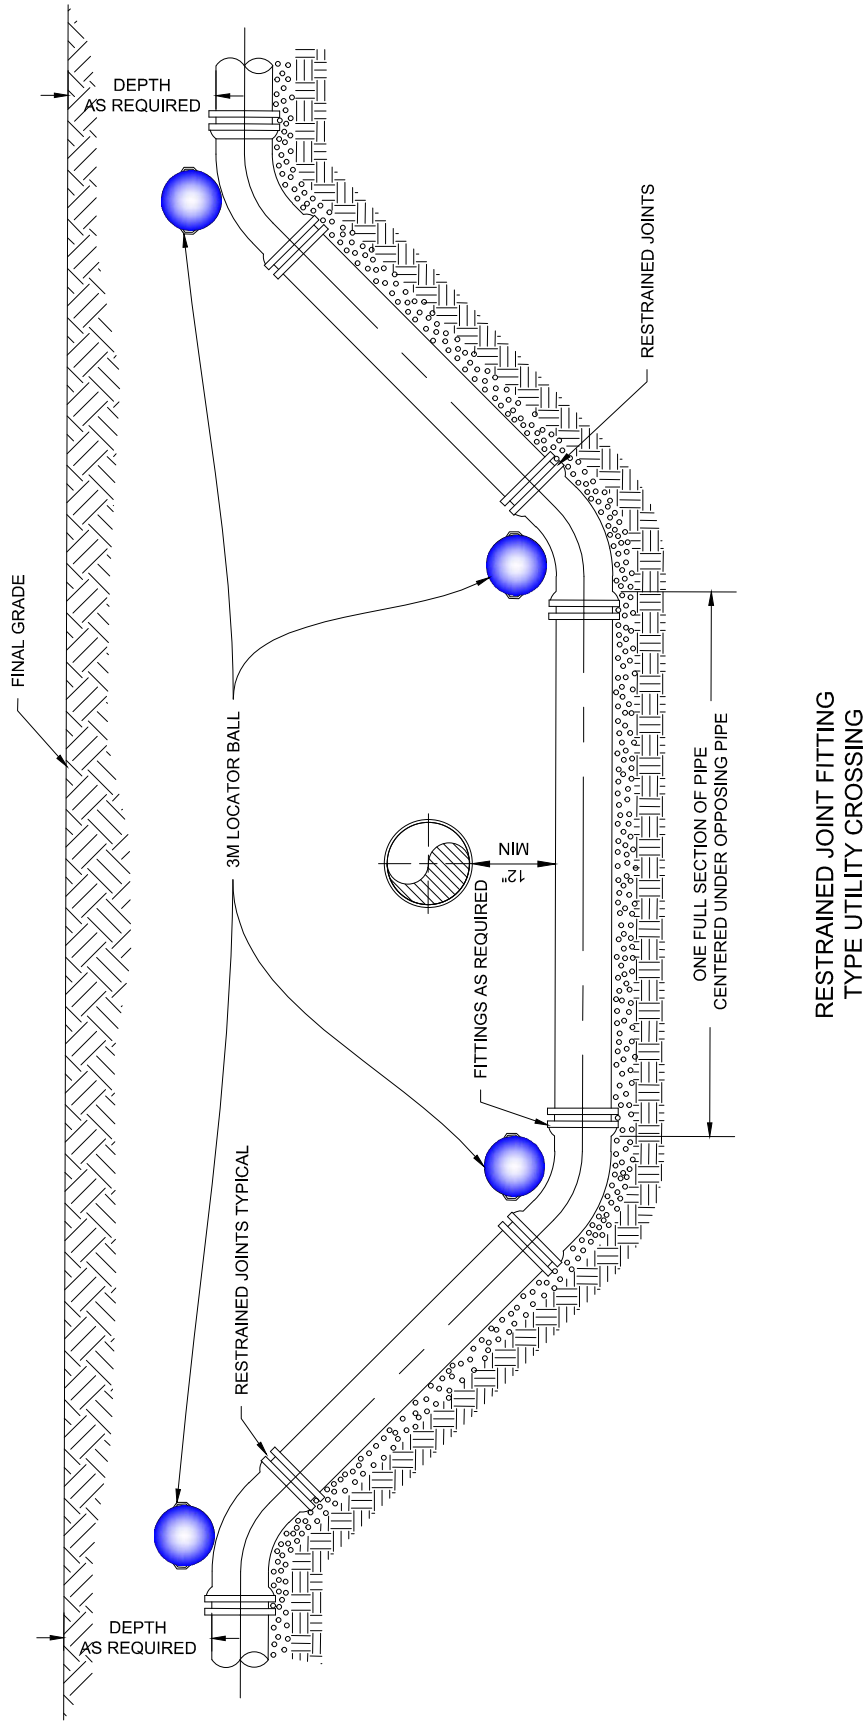 DEPTH
AS REQUIRED
RESTRAINED JOINTS
FINAL GRADE
3M LOCATOR BALL
12"
MIN
FITTINGS AS REQUIRED
ONE FULL SECTION OF PIPE
CENTERED UNDER OPPOSING PIPE
RESTRAINED JOINTS TYPICAL
DEPTH
AS REQUIRED
RESTRAINED JOINT FITTING
TYPE UTILITY CROSSING